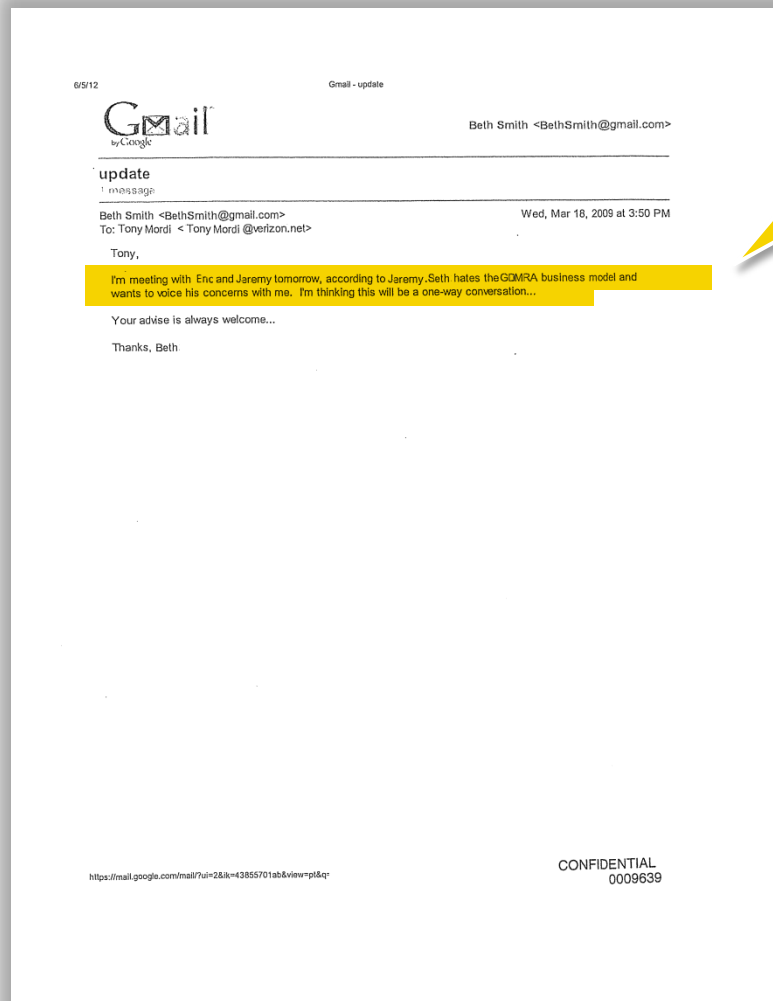 6/5/12 Gmail - update
Gmail
by Google
Beth Smith <BethSmith@gmail.com>
update
1 message
Beth Smith <BethSmith@gmail.com> Wed, Mar 18, 2009 at 3:50 PM
To: Tony Mordi < Tony Mordi @verizon.net>
Tony,
I'm meeting with Enc and Jaremy tomorrow, according to Jaremy.Seth hates the GDMRA business model and
wants to voice his concerns with me. I'm thinking this will be a one-way conversation...
Your advise is always welcome...
Thanks, Beth
https://mail.google.com/mail/?ui=2&ik=43855701ab&view=pt&q=
CONFIDENTIAL
0009639